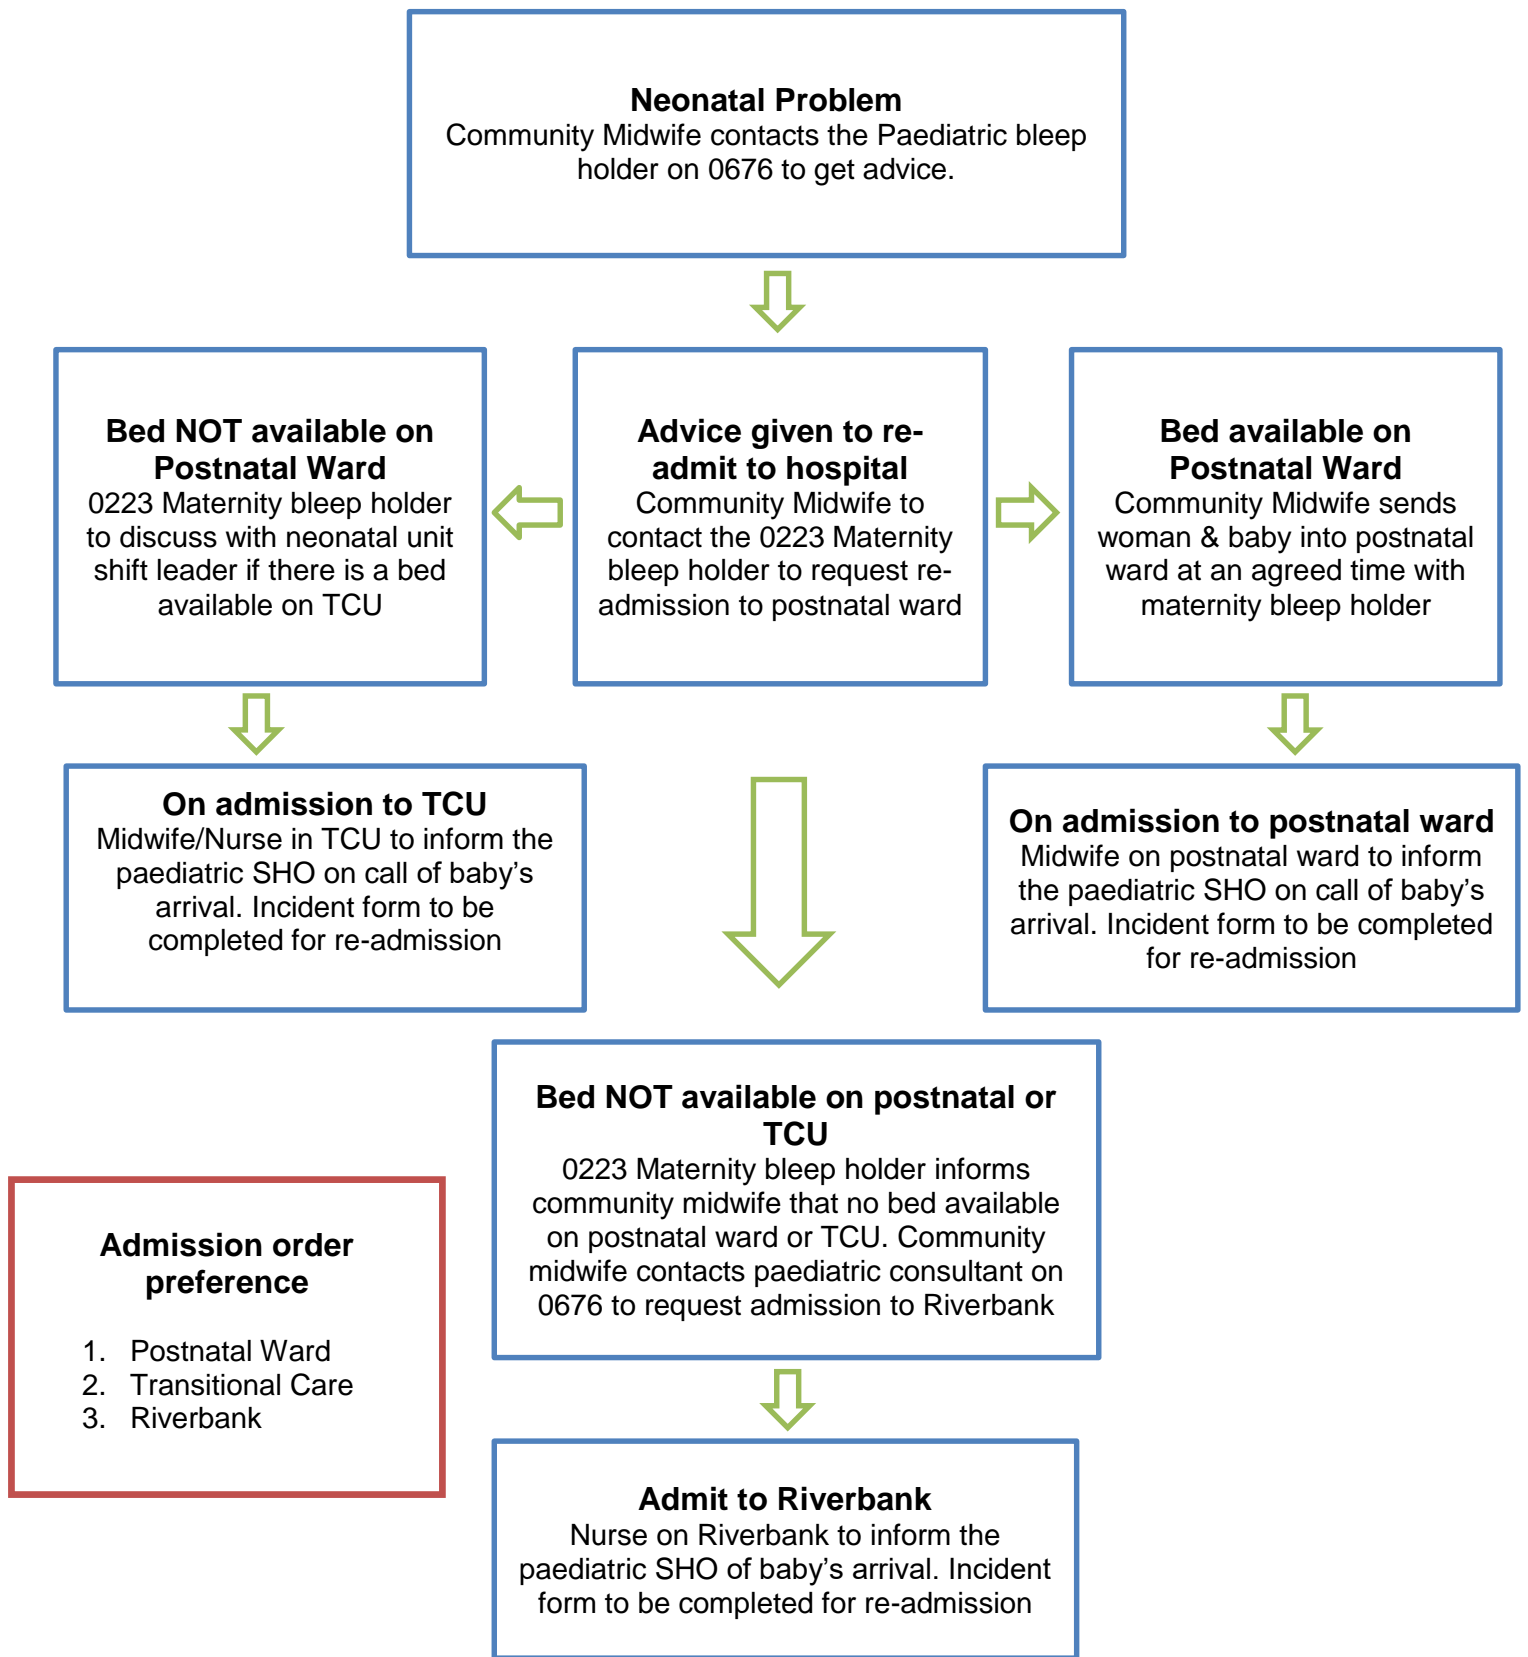 Neonatal Problem
Community Midwife contacts the Paediatric bleep
holder on 0676 to get advice.
Bed NOT available on
Postnatal Ward
0223 Maternity bleep holder
to discuss with neonatal unit
shift leader if there is a bed
available on TCU
Advice given to re-
admit to hospital
Community Midwife to
contact the 0223 Maternity
bleep holder to request re-
admission to postnatal ward
Bed available on
Postnatal Ward
Community Midwife sends
woman & baby into postnatal
ward at an agreed time with
maternity bleep holder
On admission to TCU
Midwife/Nurse in TCU to inform the
paediatric SHO on call of baby’s
arrival. Incident form to be
completed for re-admission
On admission to postnatal ward
Midwife on postnatal ward to inform
the paediatric SHO on call of baby’s
arrival. Incident form to be completed
for re-admission
Bed NOT available on postnatal or
TCU
0223 Maternity bleep holder informs
community midwife that no bed available
on postnatal ward or TCU. Community
midwife contacts paediatric consultant on
0676 to request admission to Riverbank
Admission order
preference
1. Postnatal Ward
2. Transitional Care
3. Riverbank
Admit to Riverbank
Nurse on Riverbank to inform the
paediatric SHO of baby’s arrival. Incident
form to be completed for re-admission